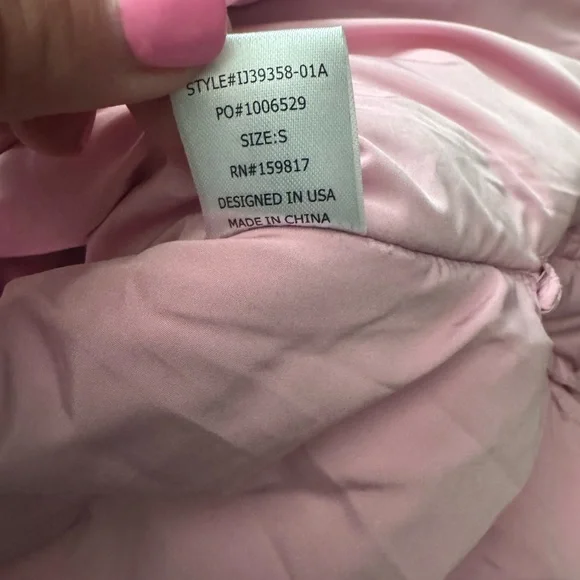 STYLE#IJ39358-01A
PO#1006529
SIZE:S
RN#159817
DESIGNED IN USA
MADE IN CHINA